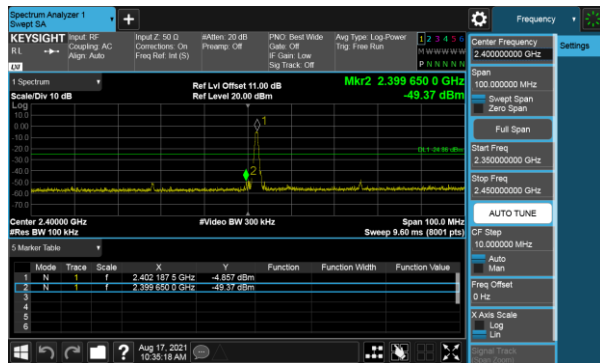 Spectrum Analyzer 1
Swept SA
+
Frequency
KEYSIGHT Input: RF
RL
Coupling: AC
Align: Auto
Input Z: 50 Ω
Corrections: On
Freq Ref: Int (S)
#Atten: 20 dB
Preamp: Off
PNO: Best Wide
Gate: Off
IF Gain: Low
Sig Track: Off
Avg Type: Log-Power
Trig: Free Run
1 2 3 4 5 6
M W W W W W
P N N N N N
Center Frequency
2.400000000 GHz
Settings
Span
100.000000 MHz
Swept Span
Zero Span
Full Span
Start Freq
2.350000000 GHz
Stop Freq
2.450000000 GHz
AUTO TUNE
CF Step
10.000000 MHz
Auto
Man
Freq Offset
0 Hz
X Axis Scale
Log
Lin
Signal Track
(Span Zoom)
1 Spectrum
Scale/Div 10 dB
Ref Lvl Offset 11.00 dB
Ref Level 20.00 dBm
Mkr2 2.399 650 0 GHz
-49.37 dBm
Log
10.0
0.00
-10.0
-20.0
-30.0
-40.0
-50.0
-60.0
-70.0
1
2
DL1 -24.86 dBm
Center 2.40000 GHz
#Res BW 100 kHz
#Video BW 300 kHz
Span 100.0 MHz
Sweep 9.60 ms (8001 pts)
5 Marker Table
Mode Trace Scale X Y Function Function Width Function Value
1 N 1 f 2.402 187 5 GHz -4.857 dBm
2 N 1 f 2.399 650 0 GHz -49.37 dBm
3
4
5
6
?
Aug 17, 2021
10:35:18 AM